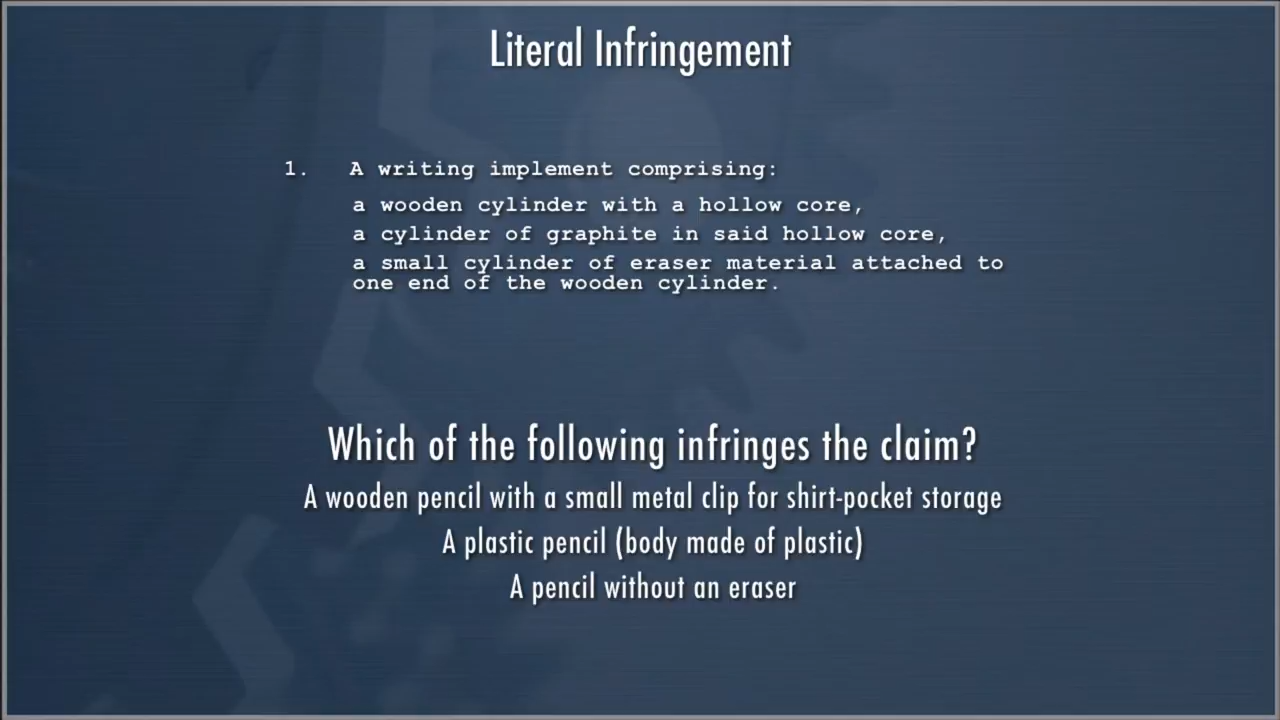 Literal Infringement
1. A writing implement comprising:
a wooden cylinder with a hollow core,
a cylinder of graphite in said hollow core,
a small cylinder of eraser material attached to
one end of the wooden cylinder.
Which of the following infringes the claim?
A wooden pencil with a small metal clip for shirt-pocket storage
A plastic pencil (body made of plastic)
A pencil without an eraser